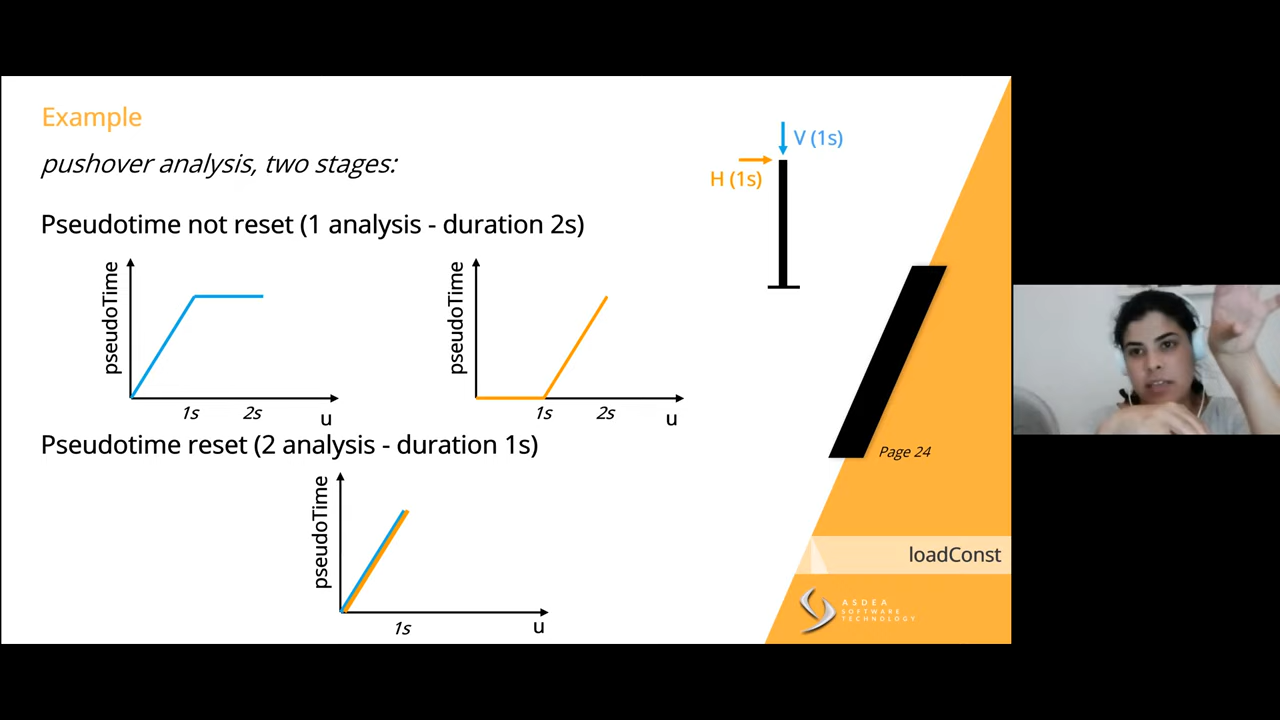 Example
pushover analysis, two stages:
V (1s)
H (1s)
Pseudotime not reset (1 analysis - duration 2s)
pseudoTime
1s
2s
u
pseudoTime
1s
2s
u
Pseudotime reset (2 analysis - duration 1s)
pseudoTime
1s
u
Page 24
loadConst
ASDEA
SOFTWARE
TECHNOLOGY